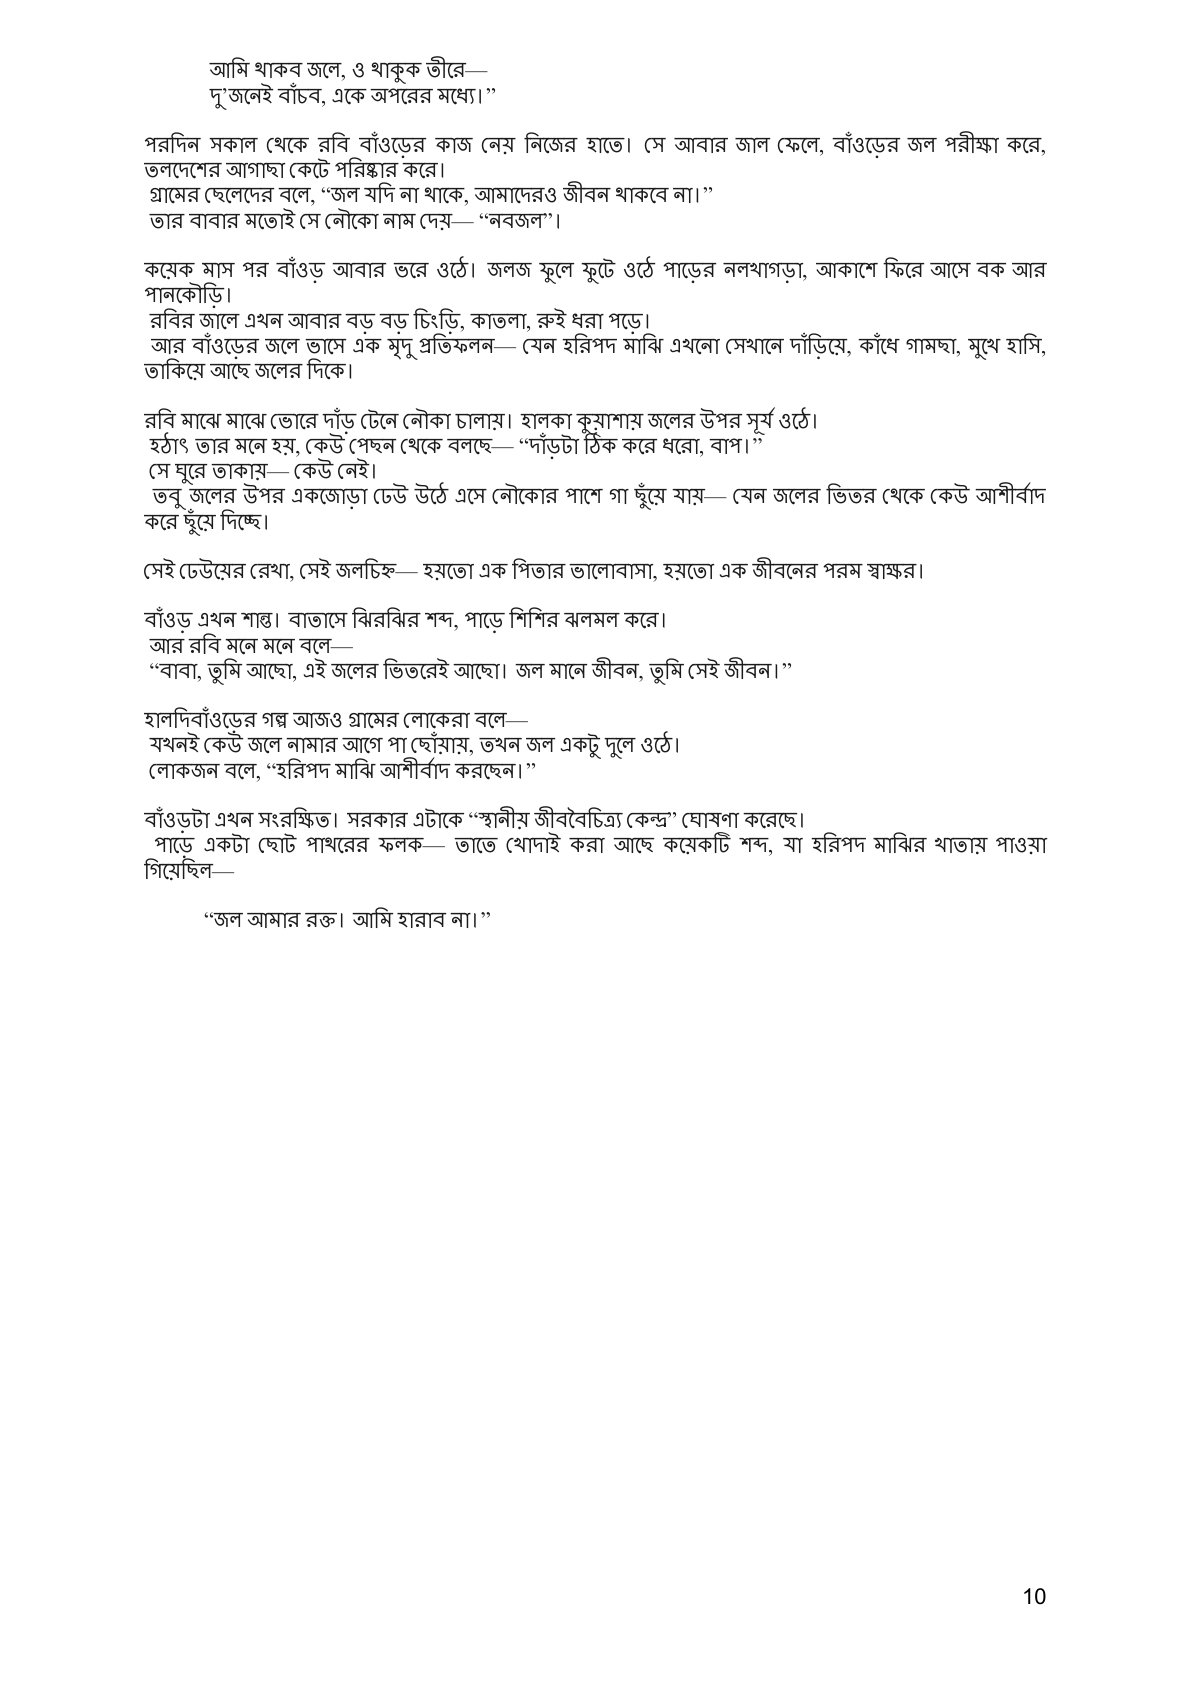 আমি থাকব জলে, ও থাকুক তীরে—
দু’জনেই বাঁচব, একে অপরের মধ্যে।”
পরদিন সকাল থেকে রবি বাঁওড়ের কাজ নেয় নিজের হাতে। সে আবার জাল ফেলে, বাঁওড়ের জল পরীক্ষা করে,
তলদেশের আগাছা কেটে পরিষ্কার করে।
গ্রামের ছেলেদের বলে, “জল যদি না থাকে, আমাদেরও জীবন থাকবে না।”
তার বাবার মতোই সে নৌকো নাম দেয়— “নবজল”।
কয়েক মাস পর বাঁওড় আবার ভরে ওঠে। জলজ ফুলে ফুটে ওঠে পাড়ের নলখাগড়া, আকাশে ফিরে আসে বক আর
পানকৌড়ি।
রবির জালে এখন আবার বড় বড় চিংড়ি, কাতলা, রুই ধরা পড়ে।
আর বাঁওড়ের জলে ভাসে এক মৃদু প্রতিফলন— যেন হরিপদ মাঝি এখনো সেখানে দাঁড়িয়ে, কাঁধে গামছা, মুখে হাসি,
তাকিয়ে আছে জলের দিকে।
রবি মাঝে মাঝে ভোরে দাঁড় টেনে নৌকা চালায়। হালকা কুয়াশায় জলের উপর সূর্য ওঠে।
হঠাৎ তার মনে হয়, কেউ পেছন থেকে বলছে— “দাঁড়টা ঠিক করে ধরো, বাপ।”
সে ঘুরে তাকায়— কেউ নেই।
তবু জলের উপর একজোড়া ঢেউ উঠে এসে নৌকোর পাশে গা ছুঁয়ে যায়— যেন জলের ভিতর থেকে কেউ আশীর্বাদ
করে ছুঁয়ে দিচ্ছে।
সেই ঢেউয়ের রেখা, সেই জলচিহ্ন— হয়তো এক পিতার ভালোবাসা, হয়তো এক জীবনের পরম স্বাক্ষর।
বাঁওড় এখন শান্ত। বাতাসে ঝিরঝির শব্দ, পাড়ে শিশির ঝলমল করে।
আর রবি মনে মনে বলে—
“বাবা, তুমি আছো, এই জলের ভিতরেই আছো। জল মানে জীবন, তুমি সেই জীবন।”
হালদিবাঁওড়ের গল্প আজও গ্রামের লোকেরা বলে—
যখনই কেউ জলে নামার আগে পা ছোঁয়ায়, তখন জল একটু দুলে ওঠে।
লোকজন বলে, “হরিপদ মাঝি আশীর্বাদ করছেন।”
বাঁওড়টা এখন সংরক্ষিত। সরকার এটাকে “স্থানীয় জীববৈচিত্র্য কেন্দ্র” ঘোষণা করেছে।
পাড়ে একটা ছোট পাথরের ফলক— তাতে খোদাই করা আছে কয়েকটি শব্দ, যা হরিপদ মাঝির খাতায় পাওয়া
গিয়েছিল—
“জল আমার রক্ত। আমি হারাব না।”
10